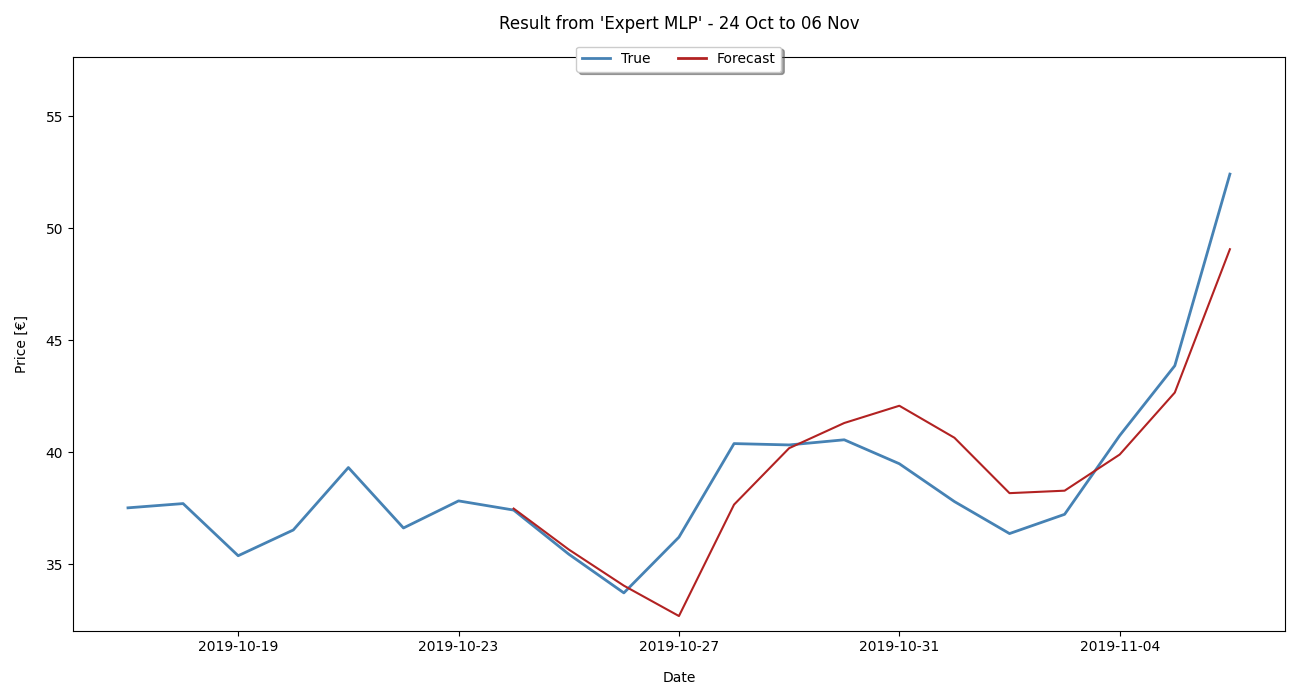 Result from 'Expert MLP' - 24 Oct to 06 Nov
True Forecast
55
50
45
40
35
Price [€]
2019-10-19 2019-10-23 2019-10-27 2019-10-31 2019-11-04
Date